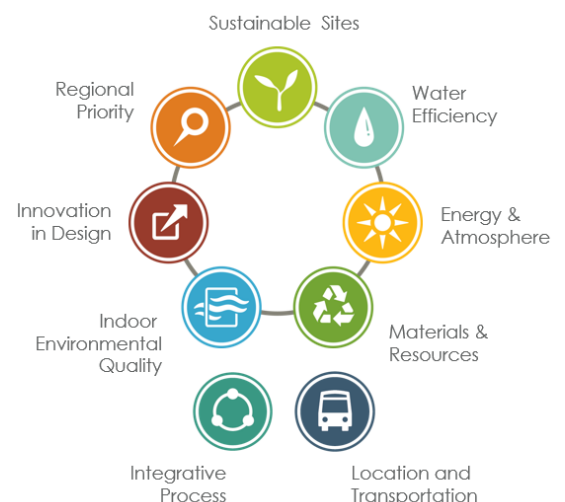 Sustainable Sites
Regional
Priority
Water
Efficiency
Innovation
in Design
Energy &
Atmosphere
Indoor
Environmental
Quality
Materials &
Resources
Integrative
Process
Location and
Transportation